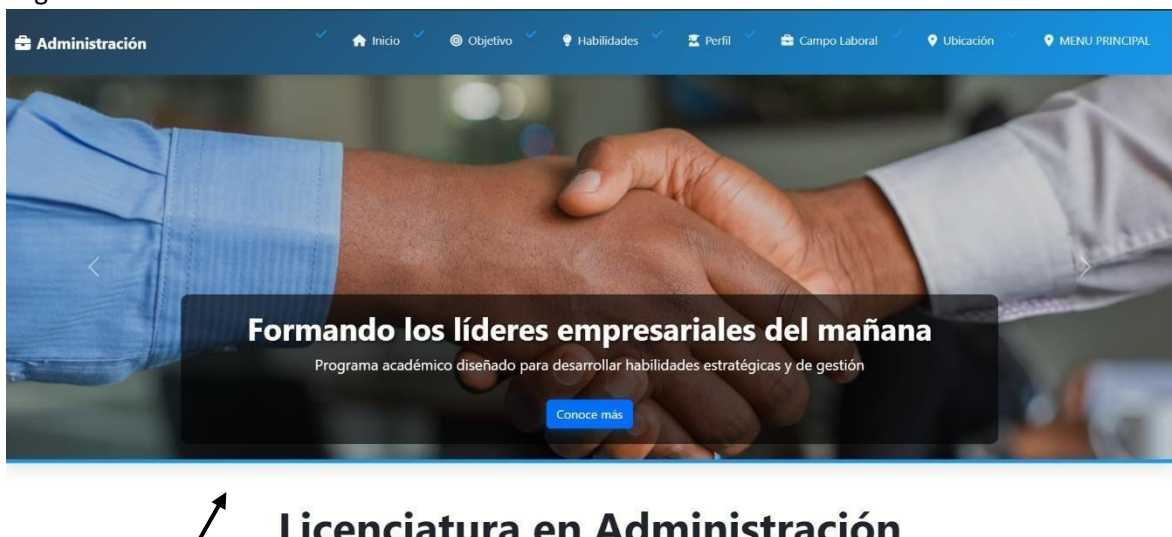 Administración Inicio Objetivo Habilidades Perfil Campo Laboral Ubicación MENU PRINCIPAL
Formando los líderes empresariales del mañana
Programa académico diseñado para desarrollar habilidades estratégicas y de gestión
Conoce más
Licenciatura en Administración